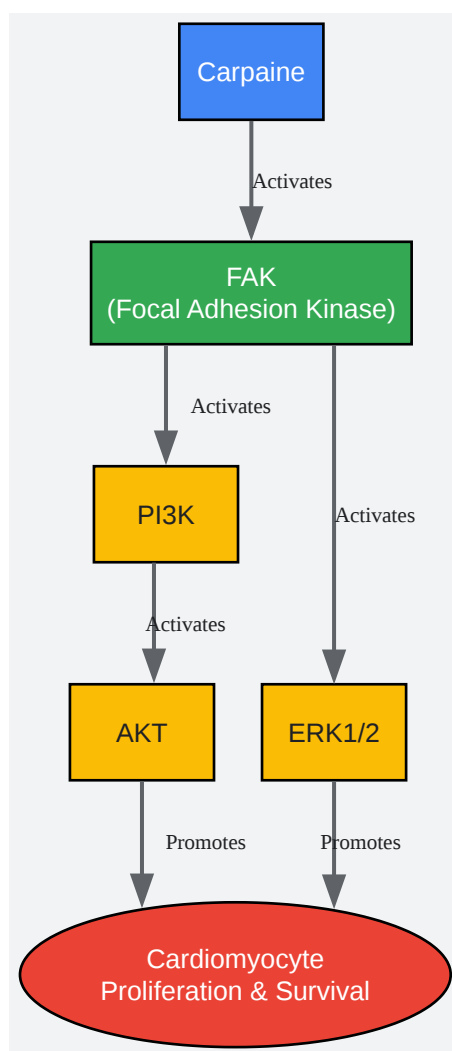 Carpaine
Activates
FAK
(Focal Adhesion Kinase)
Activates
PI3K
Activates
Activates
AKT
ERK1/2
Promotes
Promotes
Cardiomyocyte
Proliferation & Survival